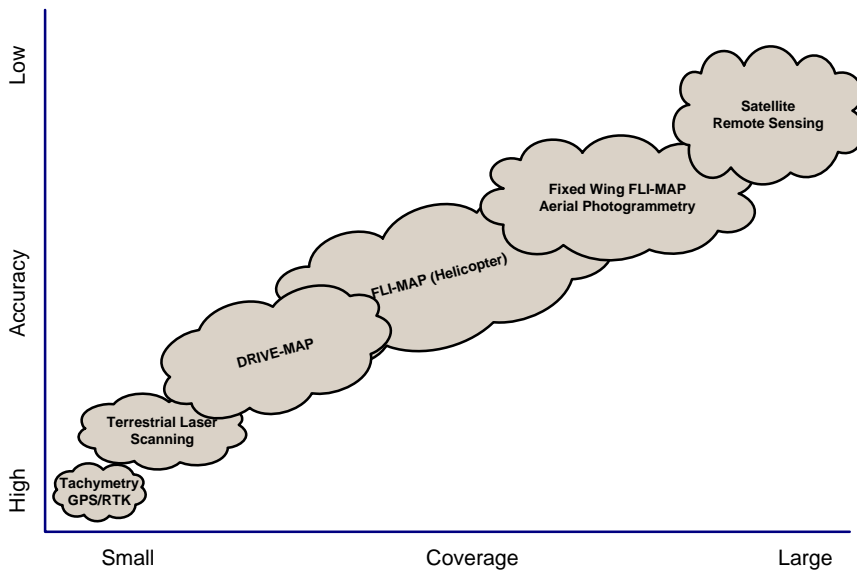 Low
Satellite
Remote Sensing
Fixed Wing FLI-MAP
Aerial Photogrammetry
Accuracy
FLI-MAP (Helicopter)
DRIVE-MAP
Terrestrial Laser
Scanning
High
Tachymetry
GPS/RTK
Small
Coverage
Large